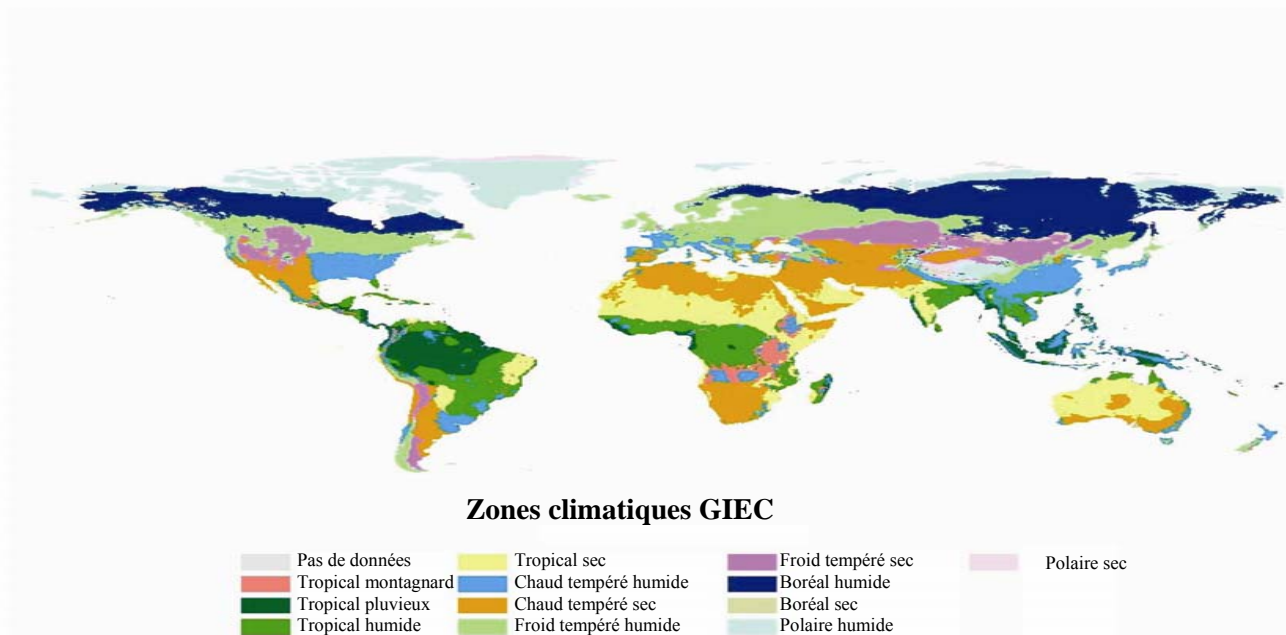 Zones climatiques GIEC
Pas de données
Tropical montagnard
Tropical pluvieux
Tropical humide
Tropical sec
Chaud tempéré humide
Chaud tempéré sec
Froid tempéré humide
Froid tempéré sec
Boréal humide
Boréal sec
Polaire humide
Polaire sec